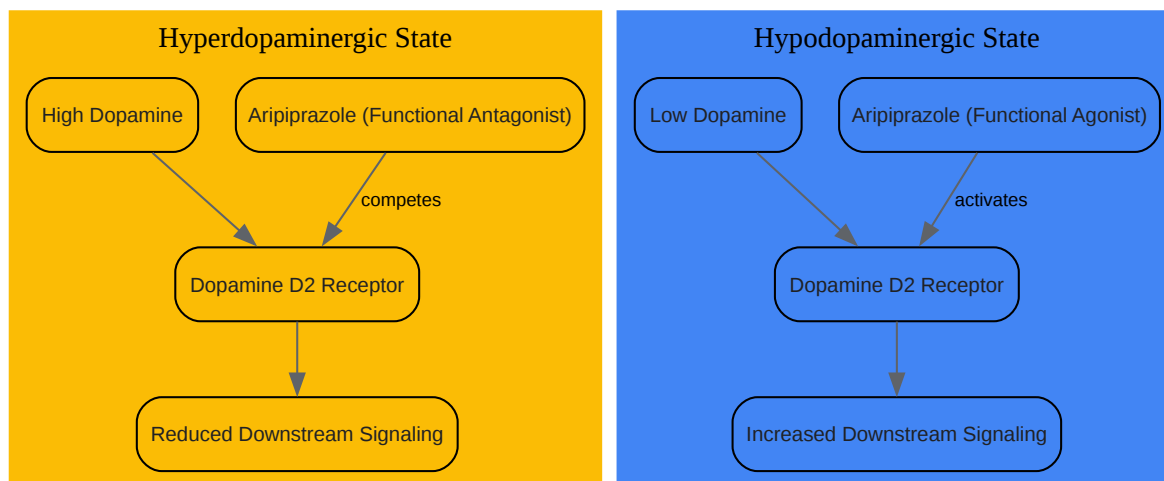 Hyperdopaminergic State
High Dopamine
Aripiprazole (Functional Antagonist)
competes
Dopamine D2 Receptor
Reduced Downstream Signaling
Hypodopaminergic State
Low Dopamine
Aripiprazole (Functional Agonist)
activates
Dopamine D2 Receptor
Increased Downstream Signaling